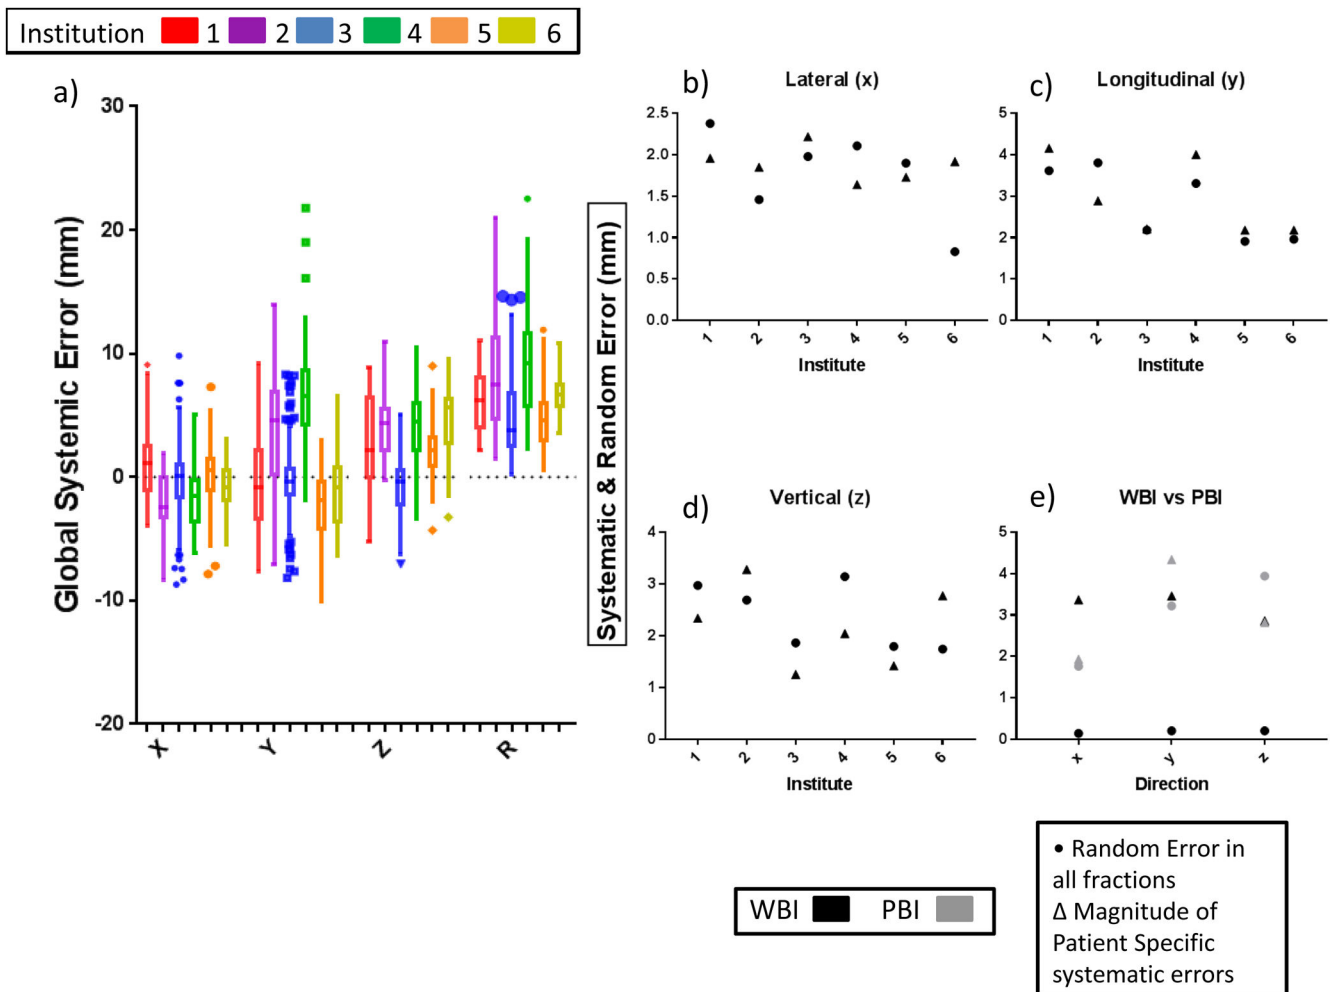 Institution 1 2 3 4 5 6
a)
Global Systemic Error (mm)
30
20
10
0
-10
-20
X Y Z R
Systematic & Random Error (mm)
b) Lateral (x)
2.5
2.0
1.5
1.0
0.5
0.0
1 2 3 4 5 6
Institute
c) Longitudinal (y)
5
4
3
2
1
0
1 2 3 4 5 6
Institute
d) Vertical (z)
4
3
2
1
0
1 2 3 4 5 6
Institute
e) WBI vs PBI
5
4
3
2
1
0
x y z
Direction
WBI PBI
• Random Error in
all fractions
Δ Magnitude of
Patient Specific
systematic errors